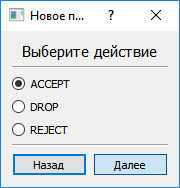 Новое п... ?
Выберите действие
ACCEPT
DROP
REJECT
Назад Далее